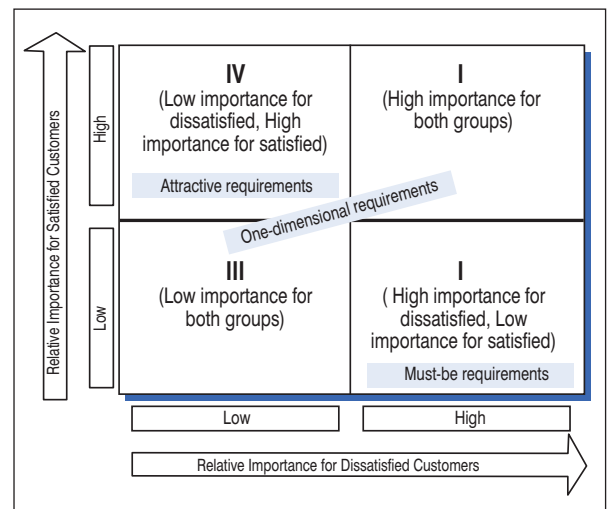 Relative Importance for Satisfied Customers
High
Low
IV
(Low importance for
dissatisfied, High
importance for satisfied)
Attractive requirements
I
(High importance for
both groups)
One-dimensional requirements
III
(Low importance for
both groups)
I
( High importance for
dissatisfied, Low
importance for satisfied)
Must-be requirements
Low
High
Relative Importance for Dissatisfied Customers